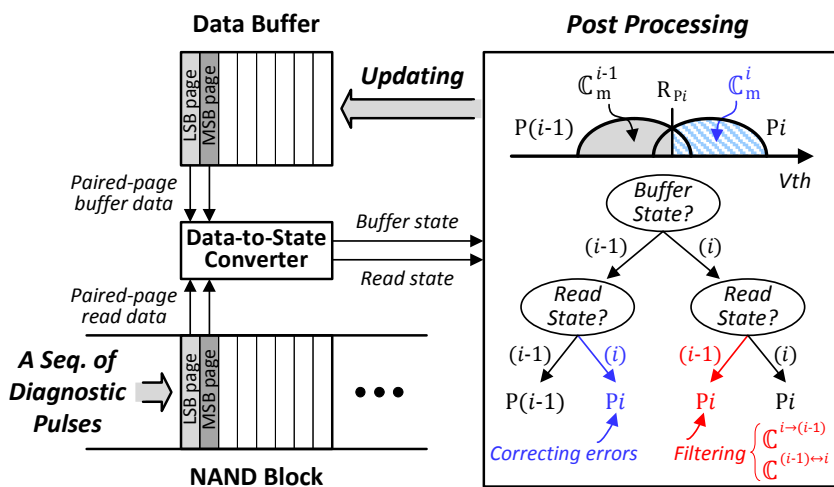 Data Buffer
LSB page
MSB page
Updating
Paired-page
buffer data
Data-to-State
Converter
Buffer state
Read state
Paired-page
read data
A Seq. of
Diagnostic
Pulses
LSB page
MSB page
•••
NAND Block
Post Processing
ℂₘⁱ⁻¹
R_Pi
ℂₘⁱ
P(i-1)
Pi
Vth
Buffer
State?
(i-1)
(i)
Read
State?
Read
State?
(i-1)
(i)
(i-1)
(i)
P(i-1)
Pi
Pi
Pi
Correcting errors
Filtering
ℂ^{i→(i-1)}
ℂ^{(i-1)↔i}